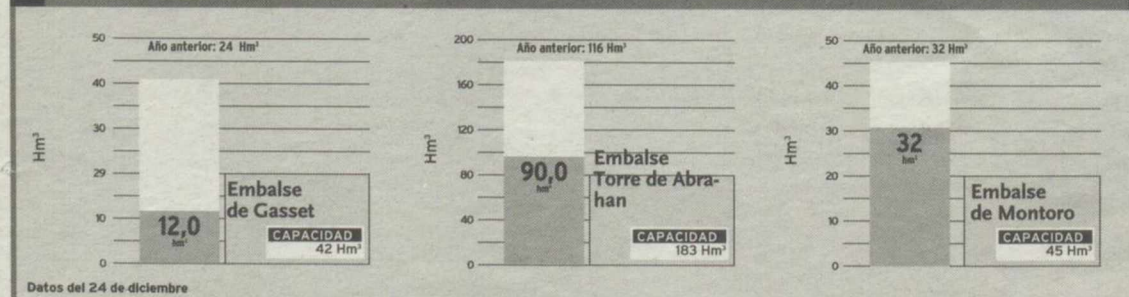 Año anterior: 24 Hm³
Hm³
50
40
30
29
10
0
12,0
hm³
Embalse
de Gasset
CAPACIDAD
42 Hm³
Año anterior: 116 Hm³
Hm³
200
160
120
80
40
0
90,0
hm³
Embalse
Torre de Abra-
han
CAPACIDAD
183 Hm³
Año anterior: 32 Hm³
Hm³
50
40
30
20
10
0
32
hm³
Embalse
de Montoro
CAPACIDAD
45 Hm³
Datos del 24 de diciembre